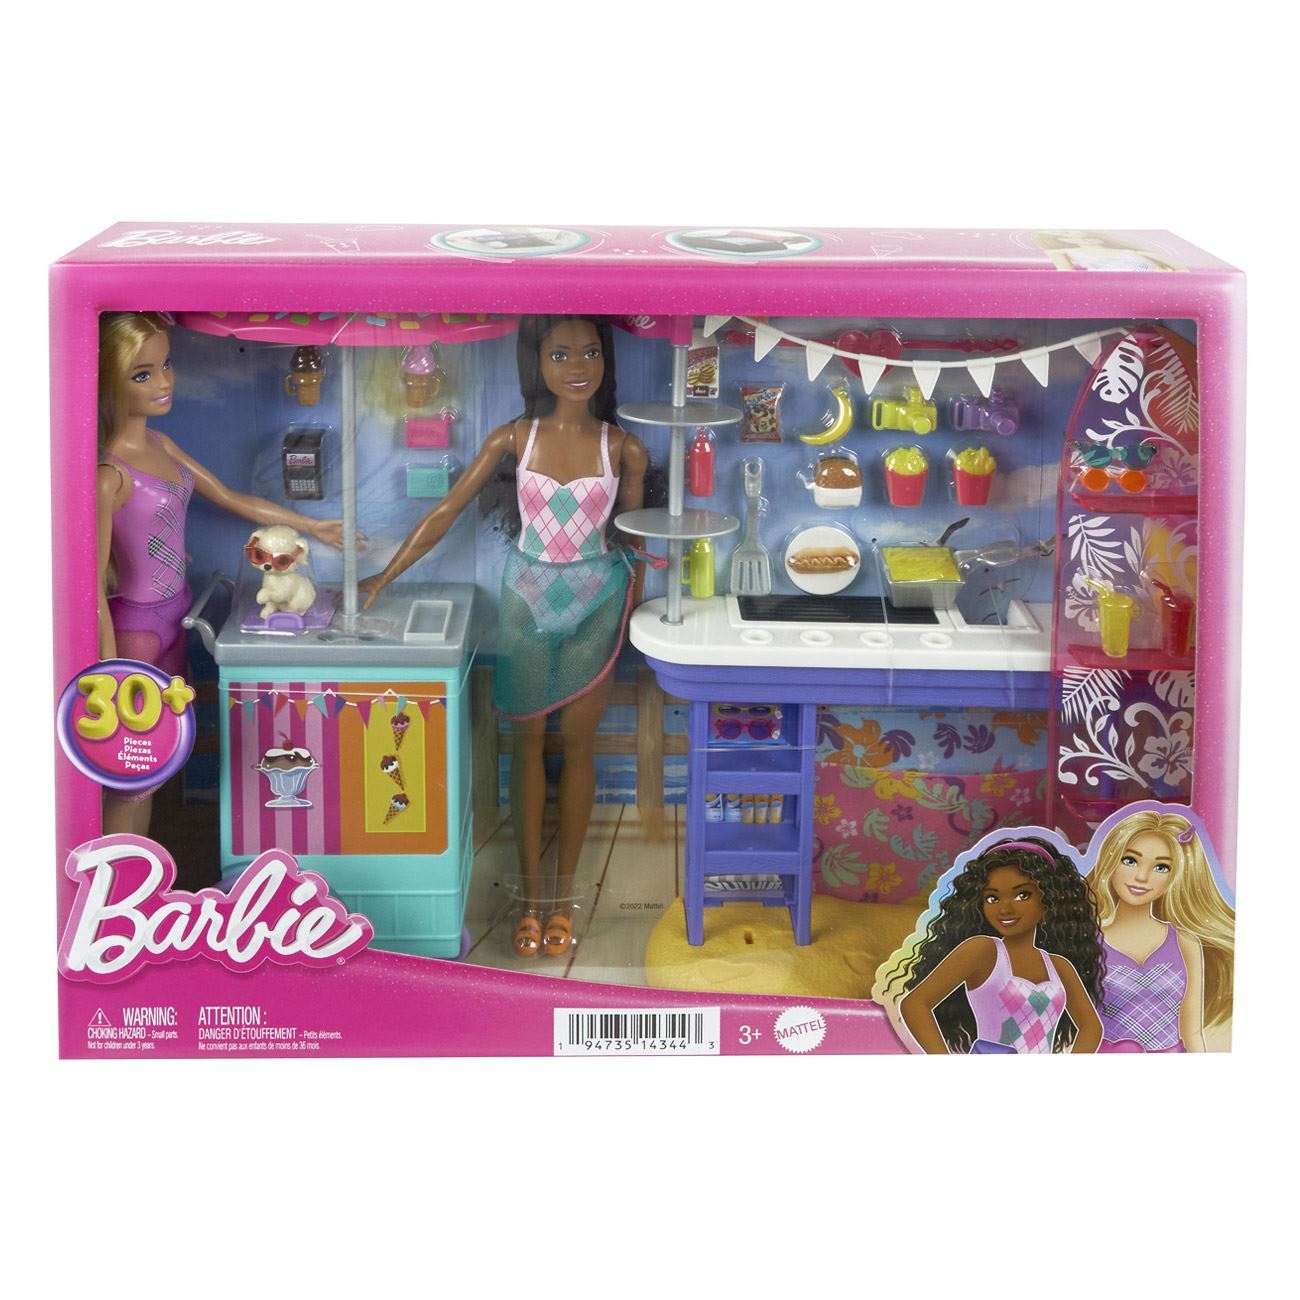 Barbie
Barbie
Barbie
30+
Pieces
Piezas
Éléments
Peças
©2022 Mattel
Barbie®
WARNING:
CHOKING HAZARD – Small parts.
Not for children under 3 years.
ATTENTION :
DANGER D'ÉTOUFFEMENT – Petits éléments.
Ne convient pas aux enfants de moins de 36 mois.
1 94735 14344 3
3+
MATTEL